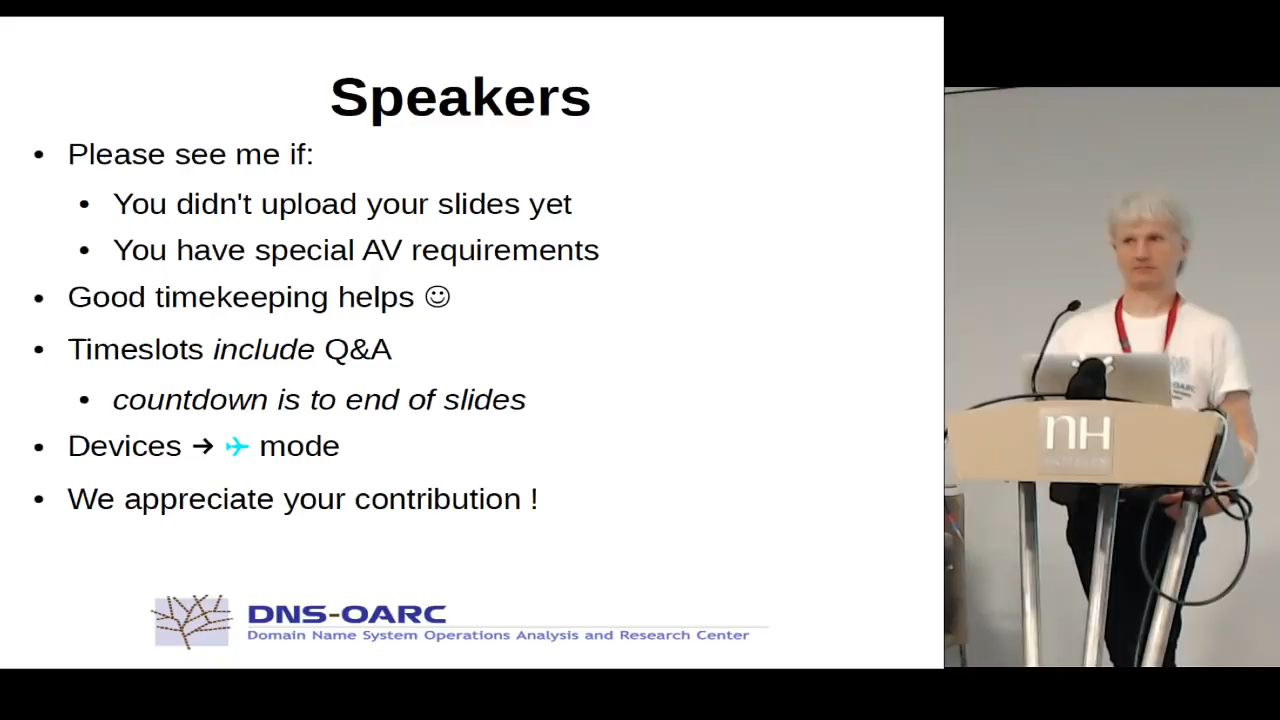 Speakers
• Please see me if:
• You didn't upload your slides yet
• You have special AV requirements
• Good timekeeping helps ☺
• Timeslots include Q&A
• countdown is to end of slides
• Devices → ✈ mode
• We appreciate your contribution !
DNS-OARC
Domain Name System Operations Analysis and Research Center
NH